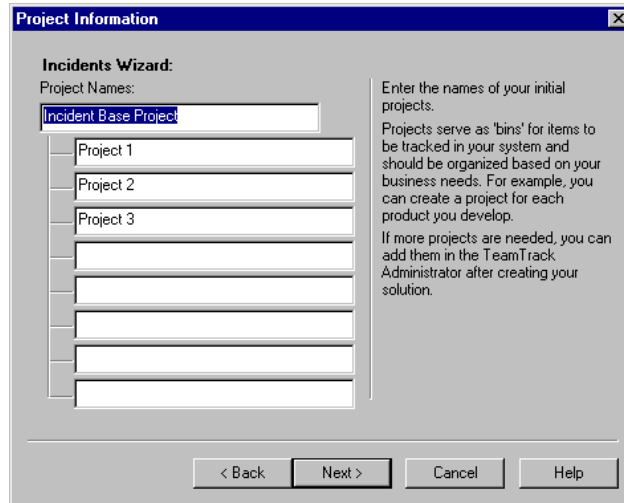 Project Information
Incidents Wizard:
Project Names:
Incident Base Project
Project 1
Project 2
Project 3
Enter the names of your initial
projects.
Projects serve as 'bins' for items to
be tracked in your system and
should be organized based on your
business needs. For example, you
can create a project for each
product you develop.
If more projects are needed, you can
add them in the TeamTrack
Administrator after creating your
solution.
< Back
Next >
Cancel
Help